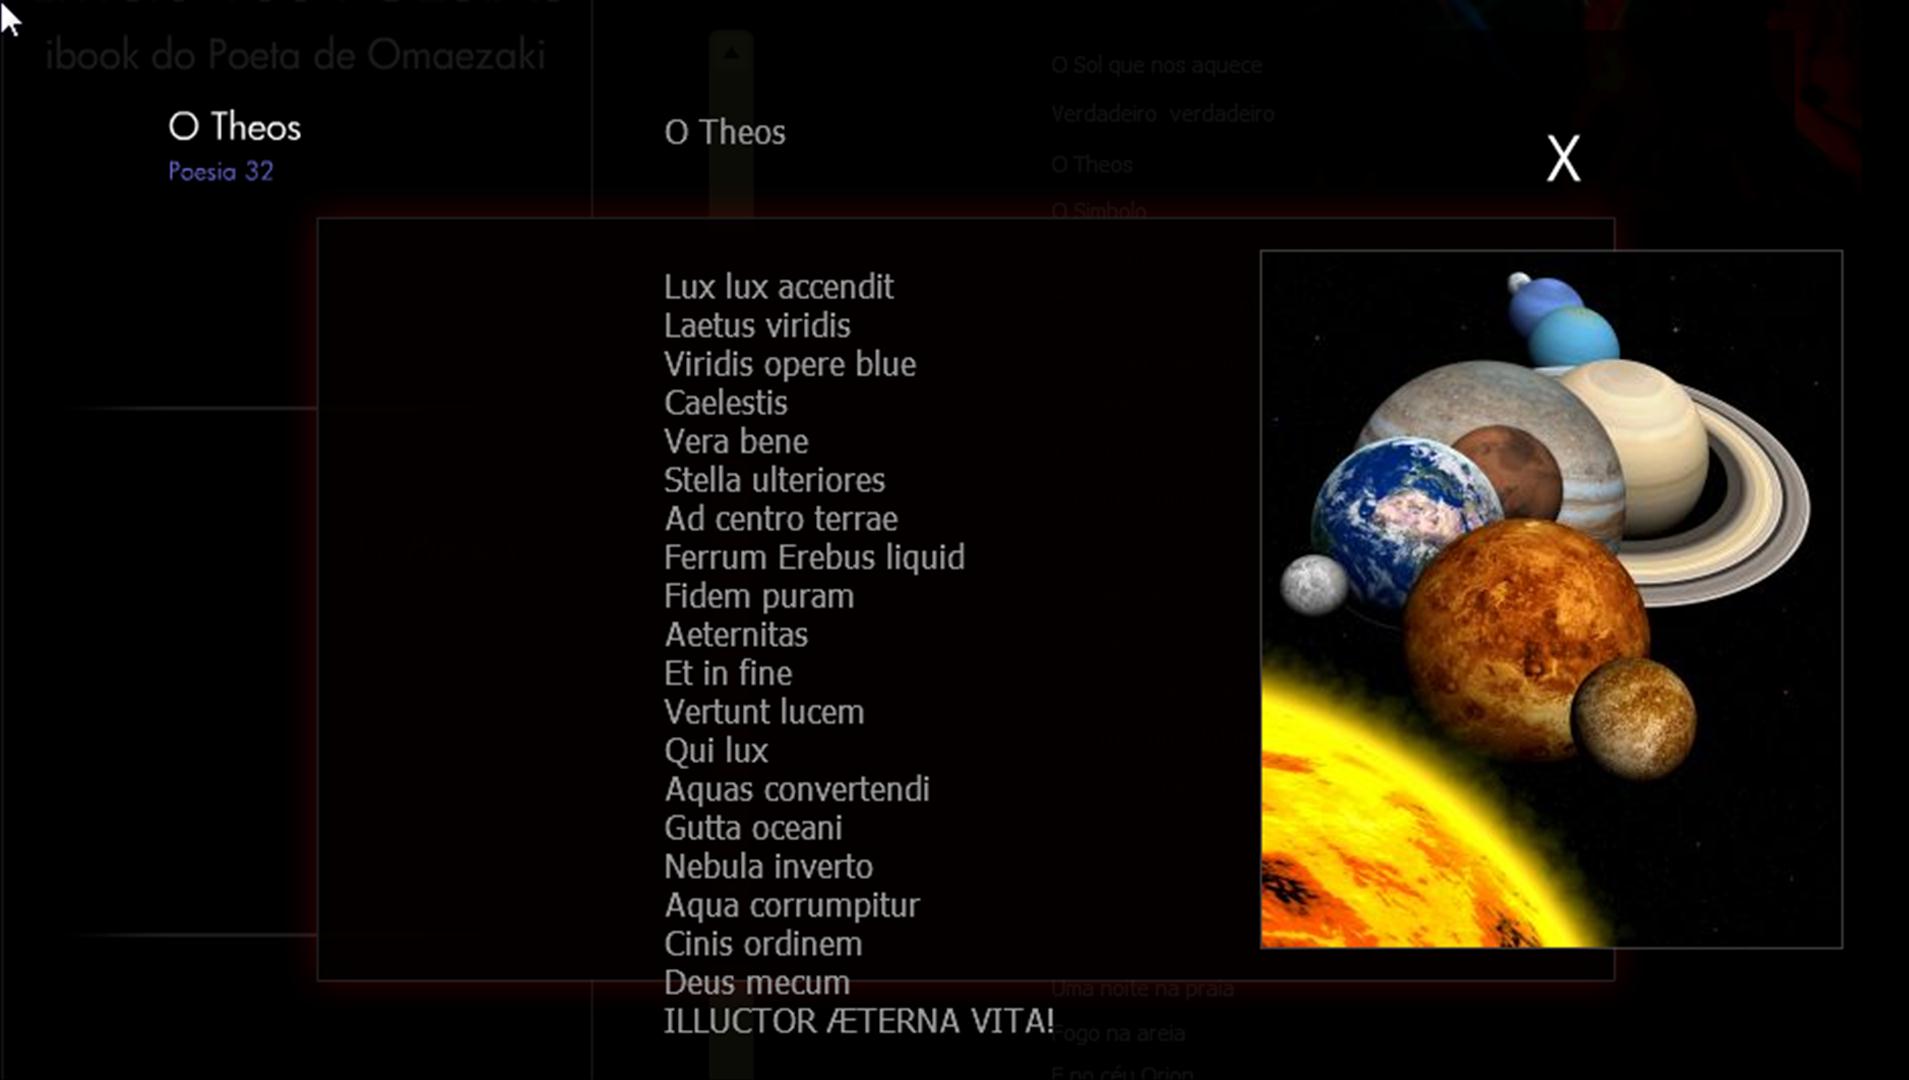 ibook do Poeta de Omaezaki
O Theos
Poesia 32
O Theos
X
Lux lux accendit
Laetus viridis
Viridis opere blue
Caelestis
Vera bene
Stella ulteriores
Ad centro terrae
Ferrum Erebus liquid
Fidem puram
Aeternitas
Et in fine
Vertunt lucem
Qui lux
Aquas convertendi
Gutta oceani
Nebula inverto
Aqua corrumpitur
Cinis ordinem
Deus mecum
ILLUCTOR ÆTERNA VITA!
O Sol que nos aquece
Verdadeiro verdadeiro
O Theos
O Simbolo
Uma noite na praia
Fogo na areia
E no céu Orion